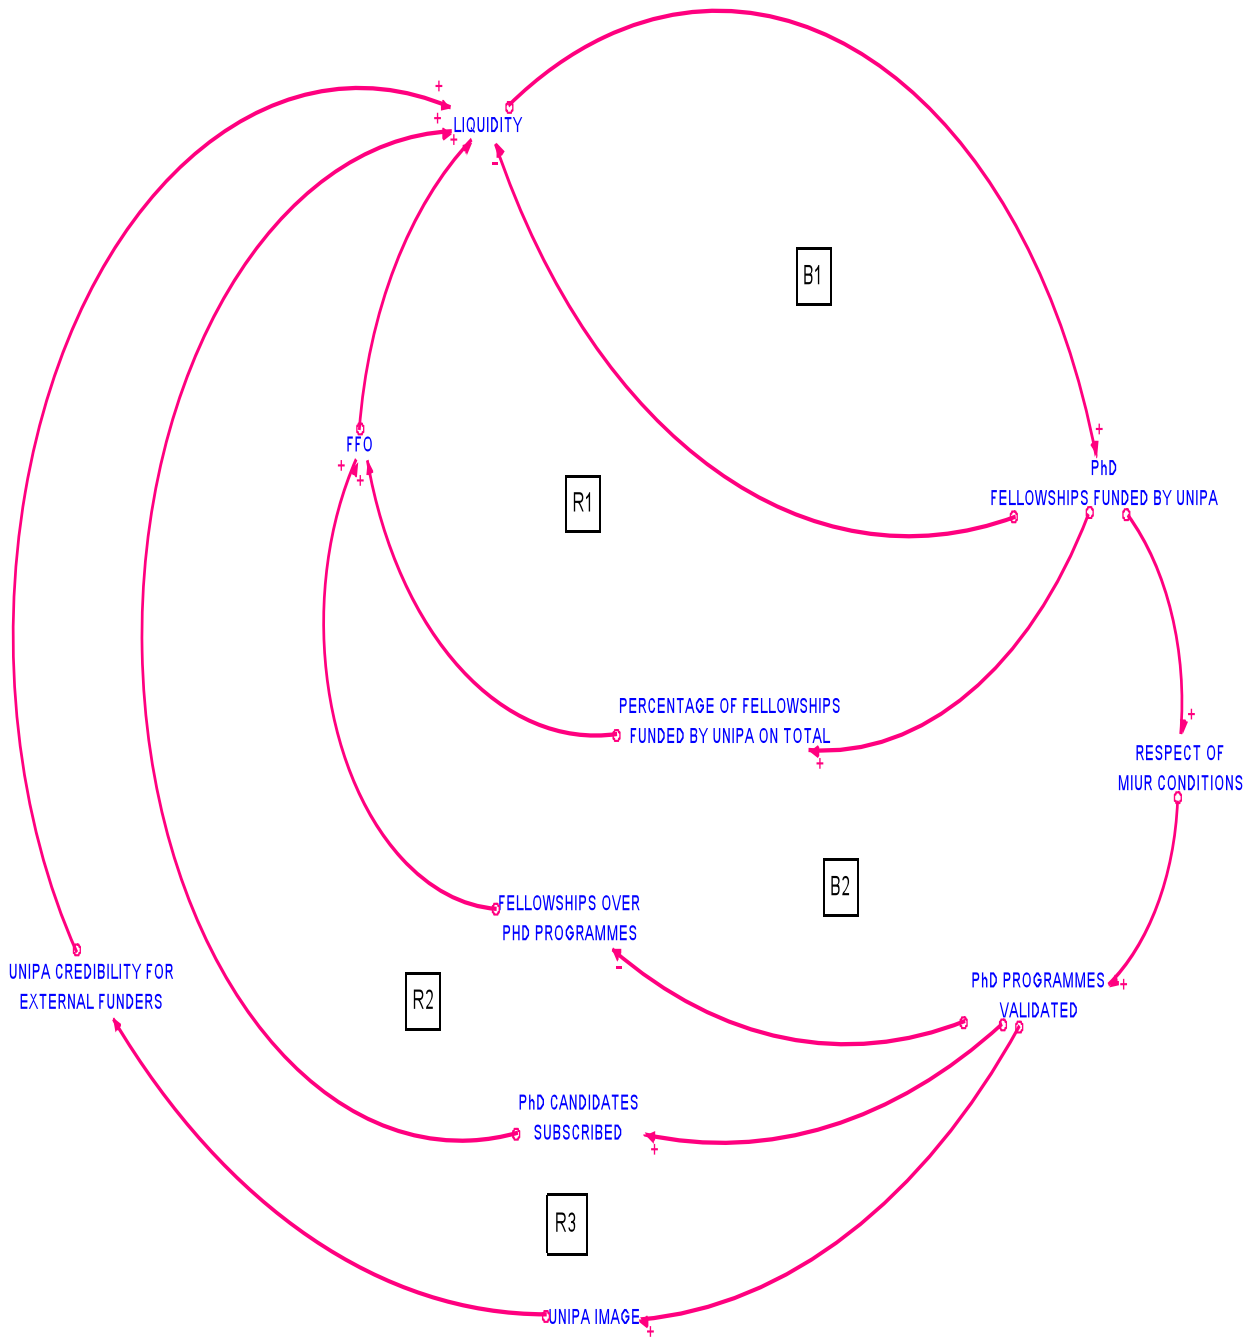 +
+
LIQUIDITY
+
-
B1
+
FFO
+
+
PhD
FELLOWSHIPS FUNDED BY UNIPA
R1
PERCENTAGE OF FELLOWSHIPS
FUNDED BY UNIPA ON TOTAL
+
+
RESPECT OF
MIUR CONDITIONS
B2
FELLOWSHIPS OVER
PHD PROGRAMMES
-
UNIPA CREDIBILITY FOR
EXTERNAL FUNDERS
R2
PhD PROGRAMMES
VALIDATED
+
PhD CANDIDATES
SUBSCRIBED
+
R3
UNIPA IMAGE
+